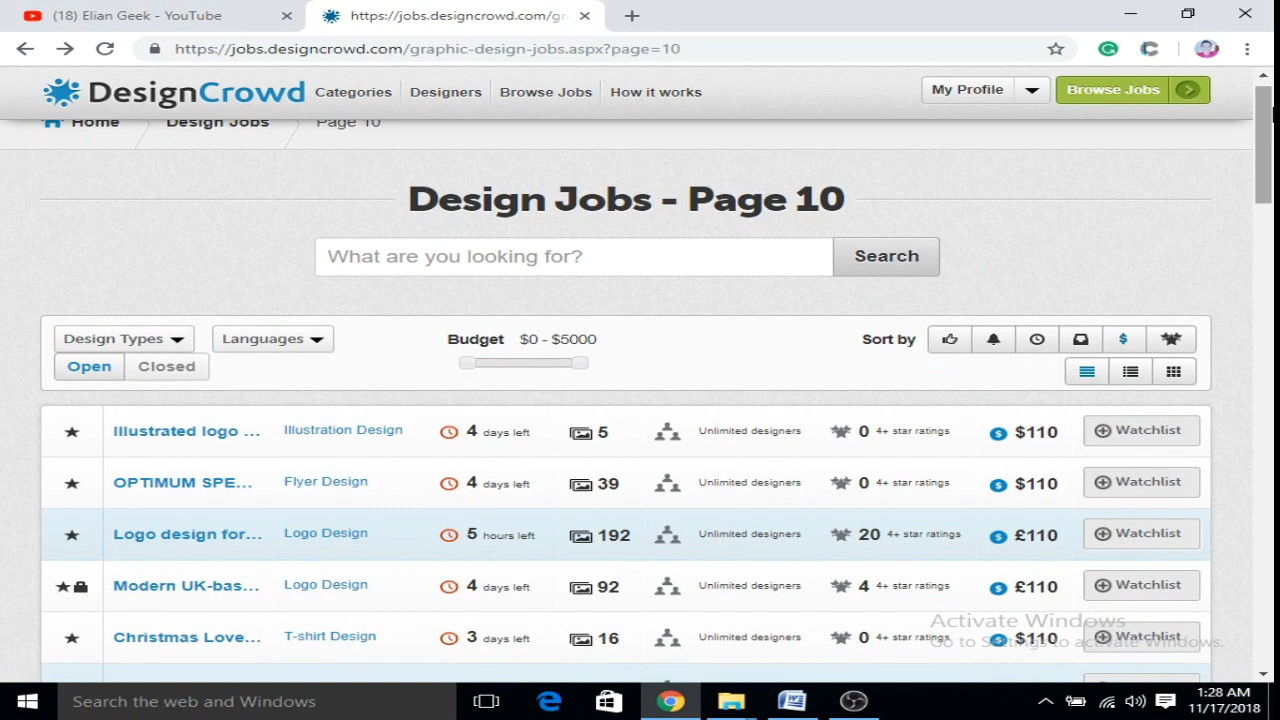 (18) Elian Geek - YouTube
https://jobs.designcrowd.com/gr
https://jobs.designcrowd.com/graphic-design-jobs.aspx?page=10
DesignCrowd
Categories
Designers
Browse Jobs
How it works
My Profile
Browse Jobs
Home
Design Jobs
Page 10
Design Jobs - Page 10
What are you looking for?
Search
Design Types
Languages
Budget $0 - $5000
Sort by
Open
Closed
Illustrated logo ... Illustration Design 4 days left 5 Unlimited designers 0 4+ star ratings $110 Watchlist
OPTIMUM SPE... Flyer Design 4 days left 39 Unlimited designers 0 4+ star ratings $110 Watchlist
Logo design for... Logo Design 5 hours left 192 Unlimited designers 20 4+ star ratings £110 Watchlist
Modern UK-bas... Logo Design 4 days left 92 Unlimited designers 4 4+ star ratings £110 Watchlist
Christmas Love... T-shirt Design 3 days left 16 Unlimited designers 0 4+ star ratings $110 Watchlist
Activate Windows
Go to Settings to activate Windows.
Search the web and Windows
1:28 AM
11/17/2018